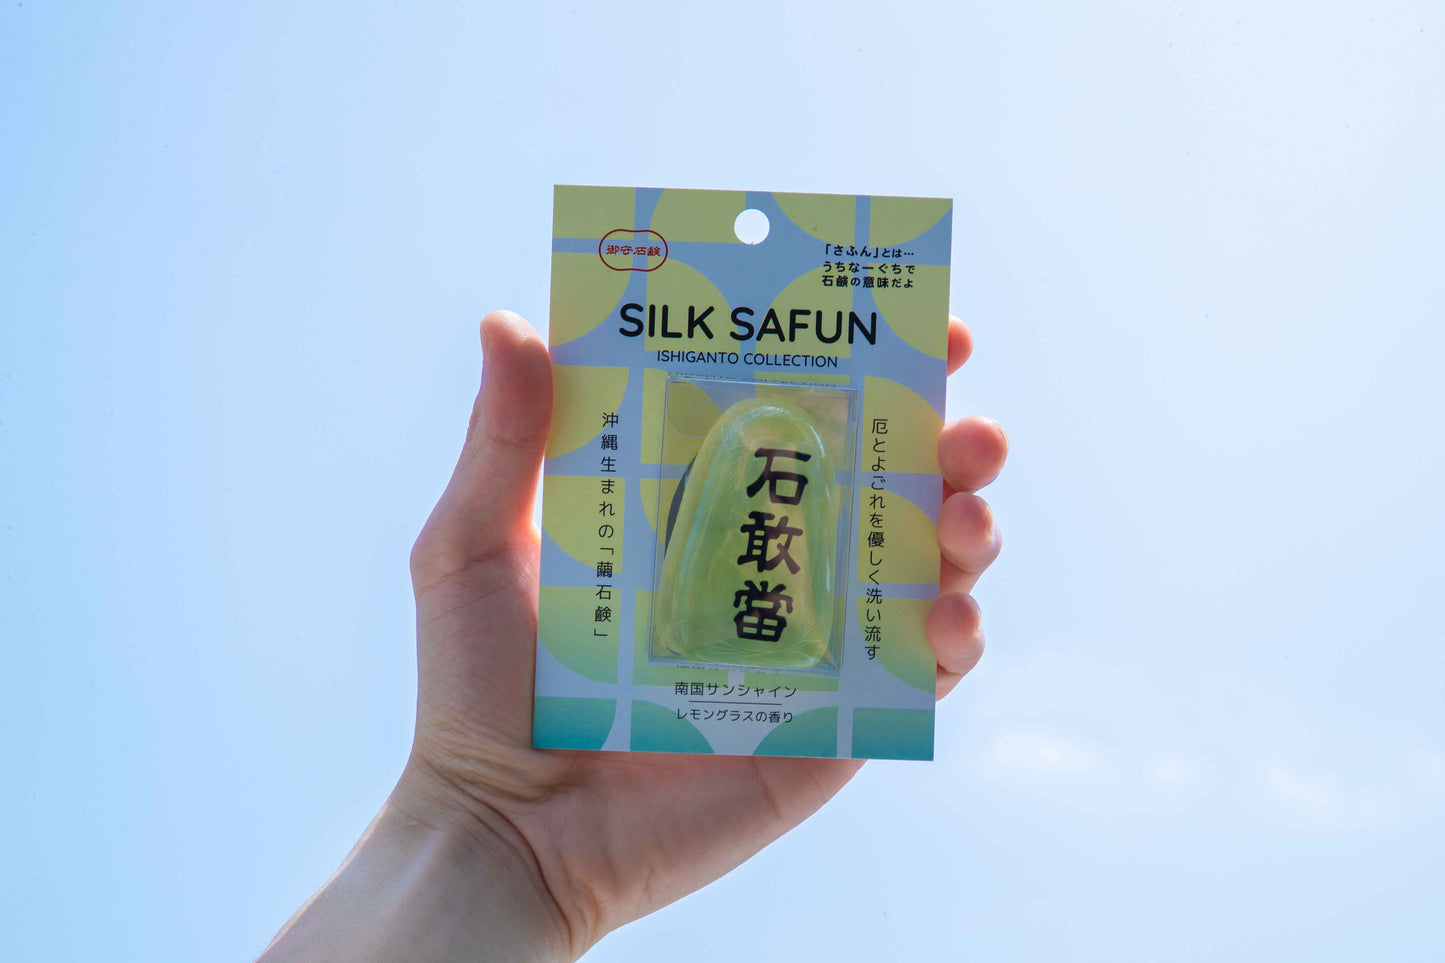 御守石鹸
「さふん」とは…
うちなーぐちで
石鹸の意味だよ
SILK SAFUN
ISHIGANTO COLLECTION
沖縄生まれの「繭石鹸」
石敢當
厄とよごれを優しく洗い流す
南国サンシャイン
レモングラスの香り